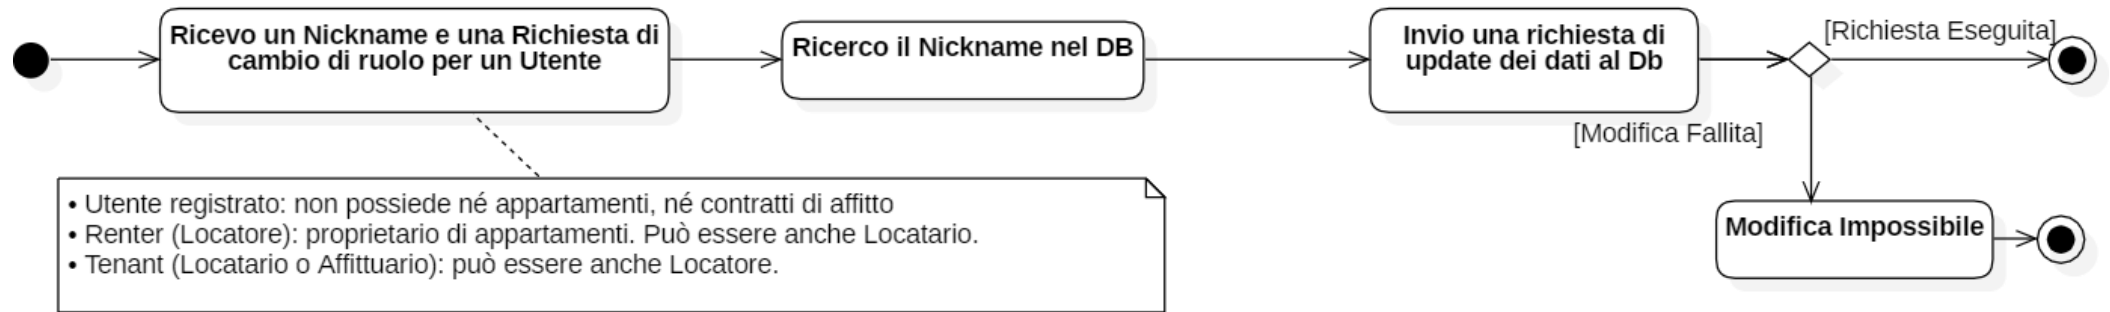 Ricevo un Nickname e una Richiesta di
cambio di ruolo per un Utente
Ricerco il Nickname nel DB
Invio una richiesta di
update dei dati al Db
[Richiesta Eseguita]
[Modifica Fallita]
Modifica Impossibile
• Utente registrato: non possiede né appartamenti, né contratti di affitto
• Renter (Locatore): proprietario di appartamenti. Può essere anche Locatario.
• Tenant (Locatario o Affittuario): può essere anche Locatore.